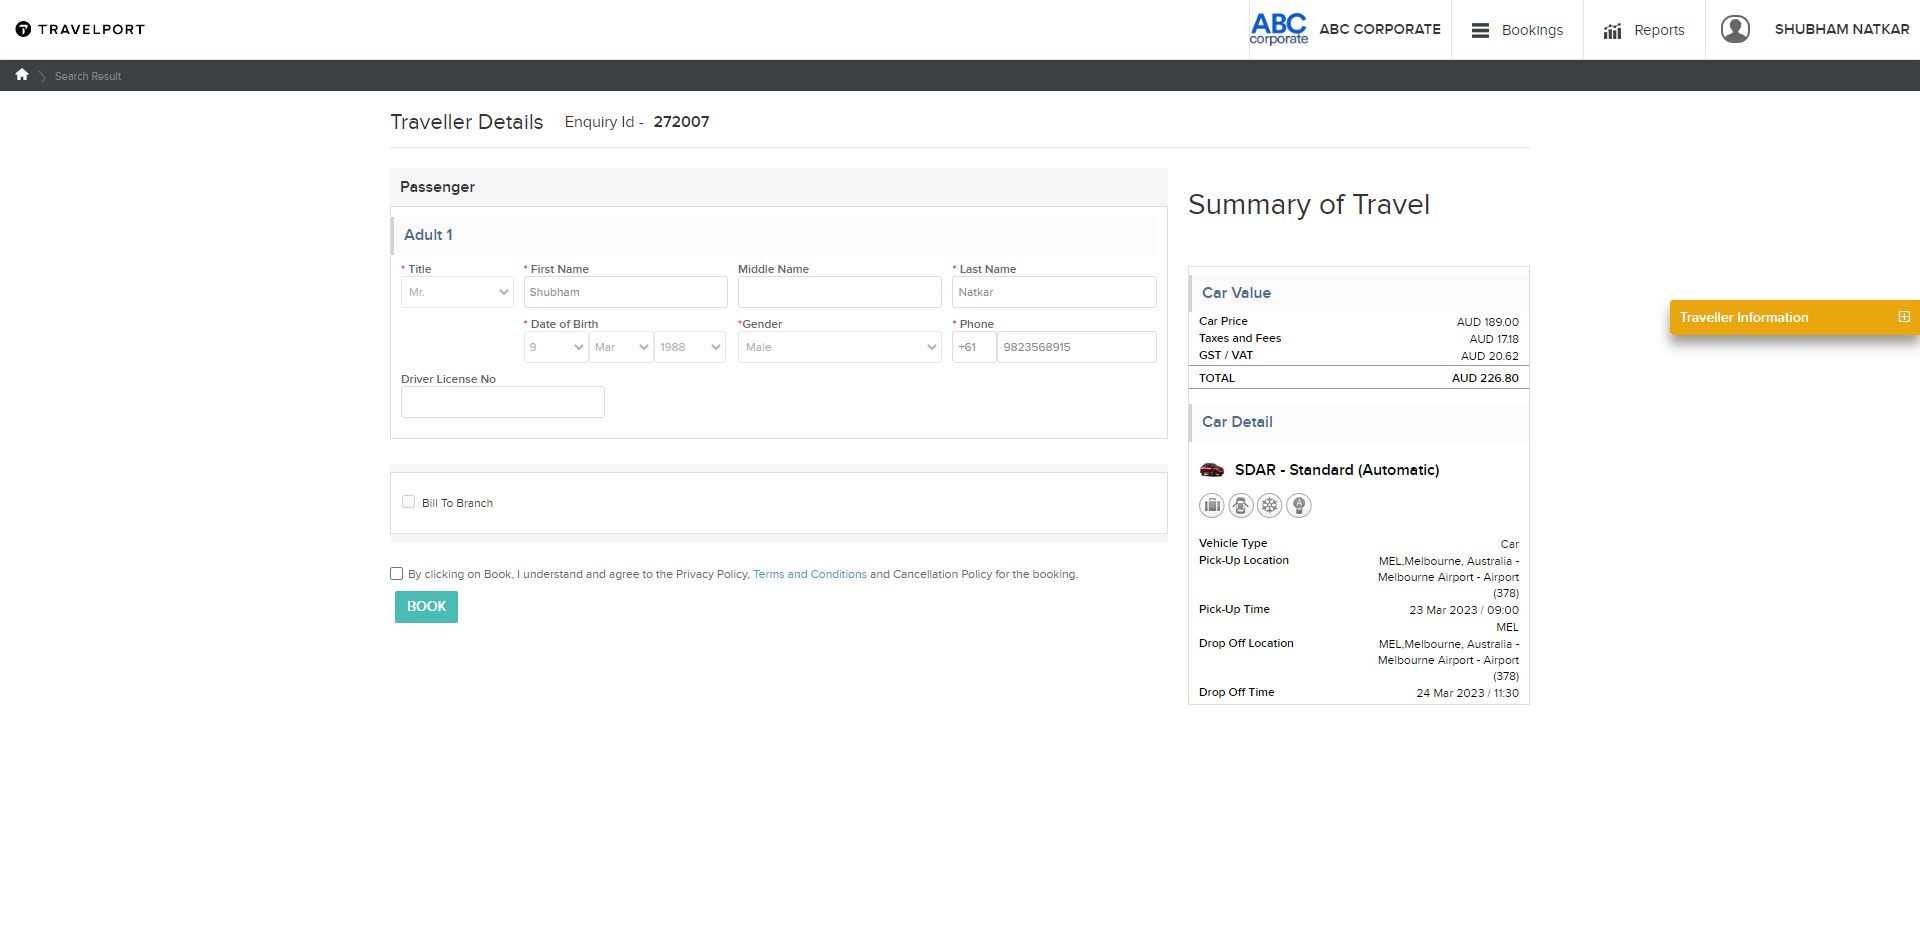 TRAVELPORT
ABC corporate
ABC CORPORATE
Bookings
Reports
SHUBHAM NATKAR
Search Result
Traveller Details
Enquiry Id - 272007
Passenger
Adult 1
* Title
* First Name
Middle Name
* Last Name
Mr.
Shubham
Natkar
* Date of Birth
*Gender
* Phone
9
Mar
1988
Male
+61
9823568915
Driver License No
Bill To Branch
By clicking on Book, I understand and agree to the Privacy Policy, Terms and Conditions and Cancellation Policy for the booking.
BOOK
Summary of Travel
Car Value
Car Price AUD 189.00
Taxes and Fees AUD 17.18
GST / VAT AUD 20.62
TOTAL AUD 226.80
Car Detail
SDAR - Standard (Automatic)
Vehicle Type Car
Pick-Up Location MEL,Melbourne, Australia -
Melbourne Airport - Airport
(378)
Pick-Up Time 23 Mar 2023 / 09:00
MEL
Drop Off Location MEL,Melbourne, Australia -
Melbourne Airport - Airport
(378)
Drop Off Time 24 Mar 2023 / 11:30
Traveller Information